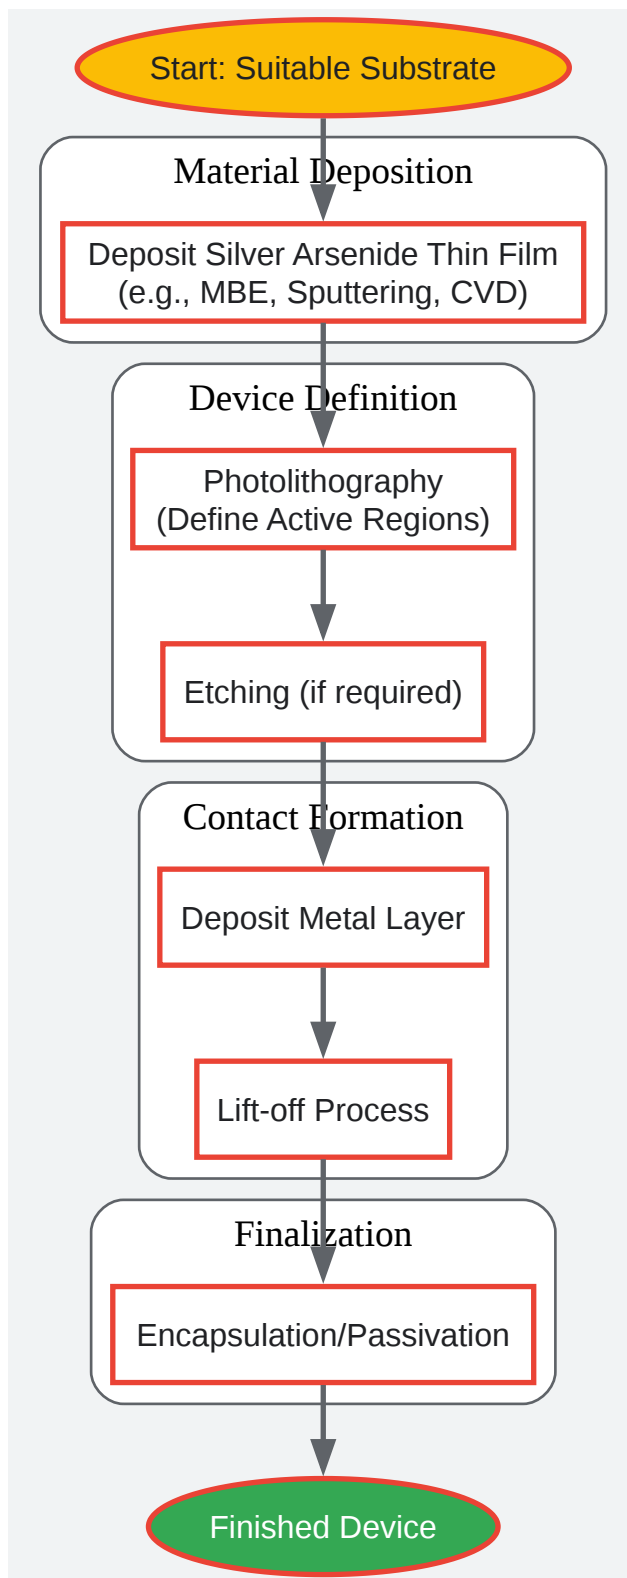 Start: Suitable Substrate
Material Deposition
Deposit Silver Arsenide Thin Film
(e.g., MBE, Sputtering, CVD)
Device Definition
Photolithography
(Define Active Regions)
Etching (if required)
Contact Formation
Deposit Metal Layer
Lift-off Process
Finalization
Encapsulation/Passivation
Finished Device